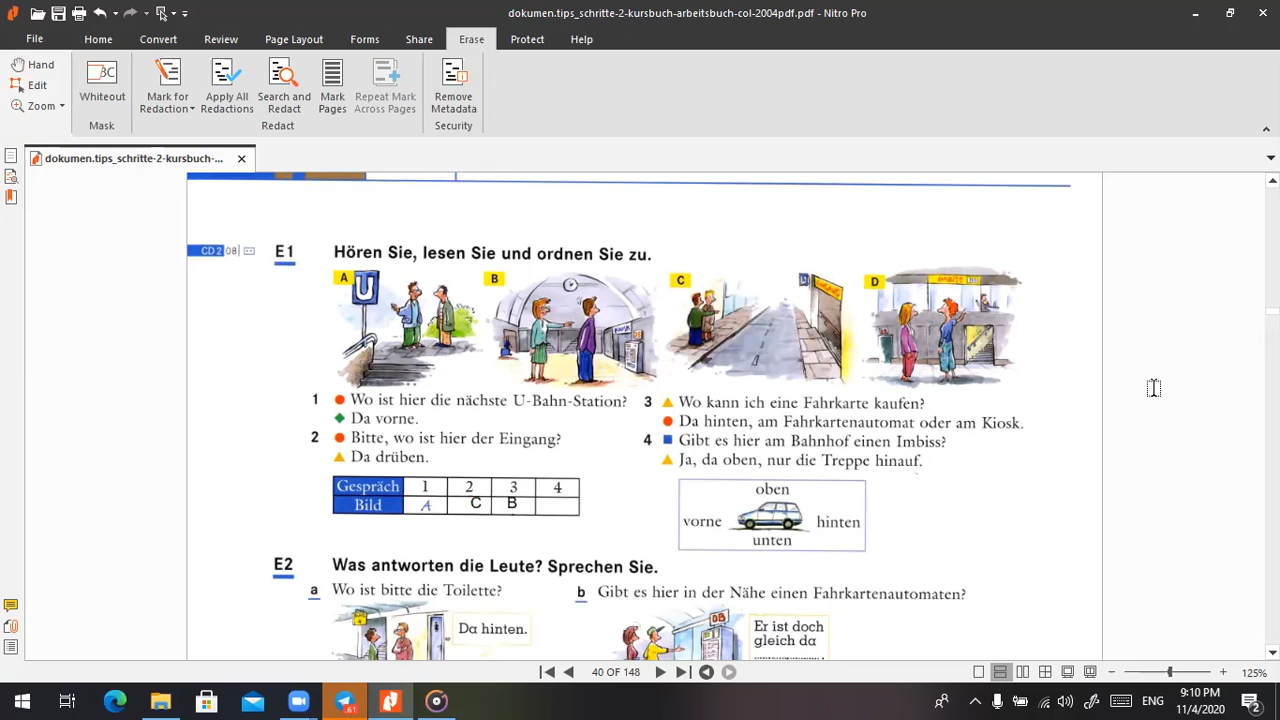 dokumen.tips_schritte-2-kursbuch-arbeitsbuch-col-2004pdf.pdf - Nitro Pro
File Home Convert Review Page Layout Forms Share Erase Protect Help
Hand
Edit
Zoom
Whiteout
Mark for Redaction
Apply All Redactions
Search and Redact
Mark Pages
Repeat Mark Across Pages
Remove Metadata
Mask
Redact
Security
dokumen.tips_schritte-2-kursbuch-...
CD 2 08
E1 Hören Sie, lesen Sie und ordnen Sie zu.
A B C D
U
1 Wo ist hier die nächste U-Bahn-Station?
Da vorne.
2 Bitte, wo ist hier der Eingang?
Da drüben.
3 Wo kann ich eine Fahrkarte kaufen?
Da hinten, am Fahrkartenautomat oder am Kiosk.
4 Gibt es hier am Bahnhof einen Imbiss?
Ja, da oben, nur die Treppe hinauf.
Gespräch 1 2 3 4
Bild A C B
oben
vorne hinten
unten
E2 Was antworten die Leute? Sprechen Sie.
a Wo ist bitte die Toilette?
Da hinten.
b Gibt es hier in der Nähe einen Fahrkartenautomaten?
Er ist doch
gleich da
40 OF 148
125%
61
ENG
9:10 PM
11/4/2020
2